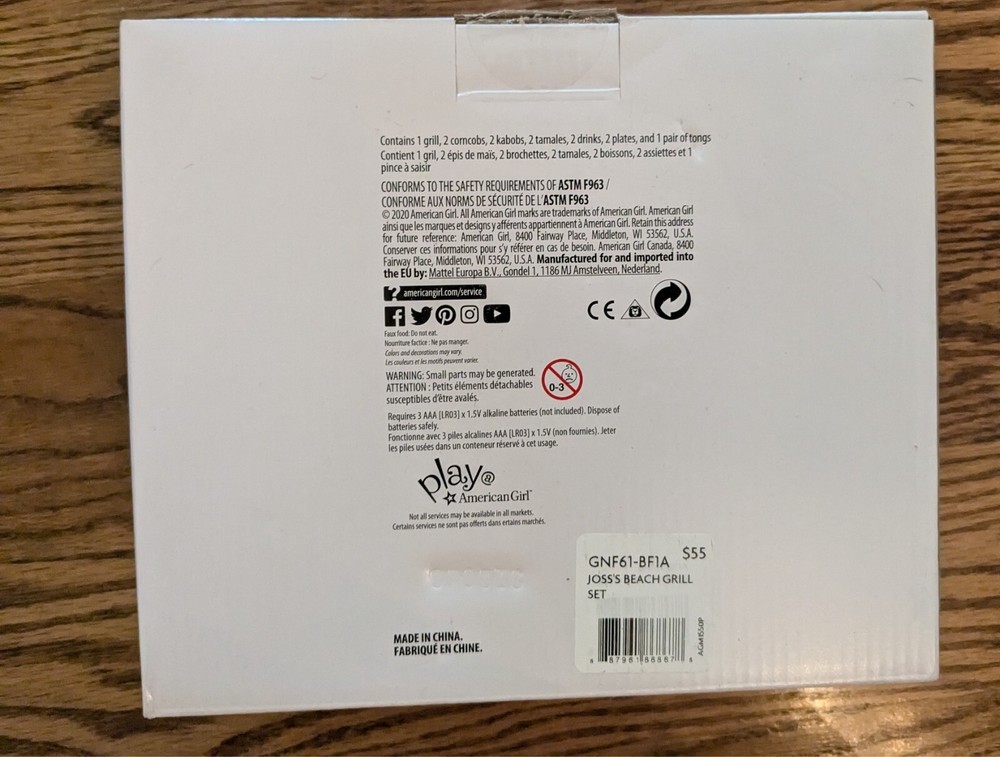 Contains 1 grill, 2 corncobs, 2 kabobs, 2 tamales, 2 drinks, 2 plates, and 1 pair of tongs
Contient 1 gril, 2 épis de maïs, 2 brochettes, 2 tamales, 2 boissons, 2 assiettes et 1
pince à saisir
CONFORMS TO THE SAFETY REQUIREMENTS OF ASTM F963 /
CONFORME AUX NORMS DE SÉCURITÉ DE L'ASTM F963
© 2020 American Girl. All American Girl marks are trademarks of American Girl. American Girl
ainsi que les marques et designs y afférents appartiennent à American Girl. Retain this address
for future reference: American Girl, 8400 Fairway Place, Middleton, WI 53562, U.S.A.
Conserver ces informations pour s'y référer en cas de besoin. American Girl Canada, 8400
Fairway Place, Middleton, WI 53562, U.S.A. Manufactured for and imported into
the EU by: Mattel Europa B.V., Gondel 1, 1186 MJ Amstelveen, Nederland.
? americangirl.com/service
CE
Faux food: Do not eat.
Nourriture factice : Ne pas manger.
Colors and decorations may vary.
Les couleurs et les motifs peuvent varier.
WARNING: Small parts may be generated.
ATTENTION : Petits éléments détachables
susceptibles d'être avalés.
0-3
Requires 3 AAA [LR03] x 1.5V alkaline batteries (not included). Dispose of
batteries safely.
Fonctionne avec 3 piles alcalines AAA [LR03] x 1.5V (non fournies). Jeter
les piles usées dans un conteneur réservé à cet usage.
play@
American Girl™
Not all services may be available in all markets.
Certains services ne sont pas offerts dans ertains marchés.
GNF61-BF1A $55
JOSS'S BEACH GRILL
SET
MADE IN CHINA.
FABRIQUÉ EN CHINE.